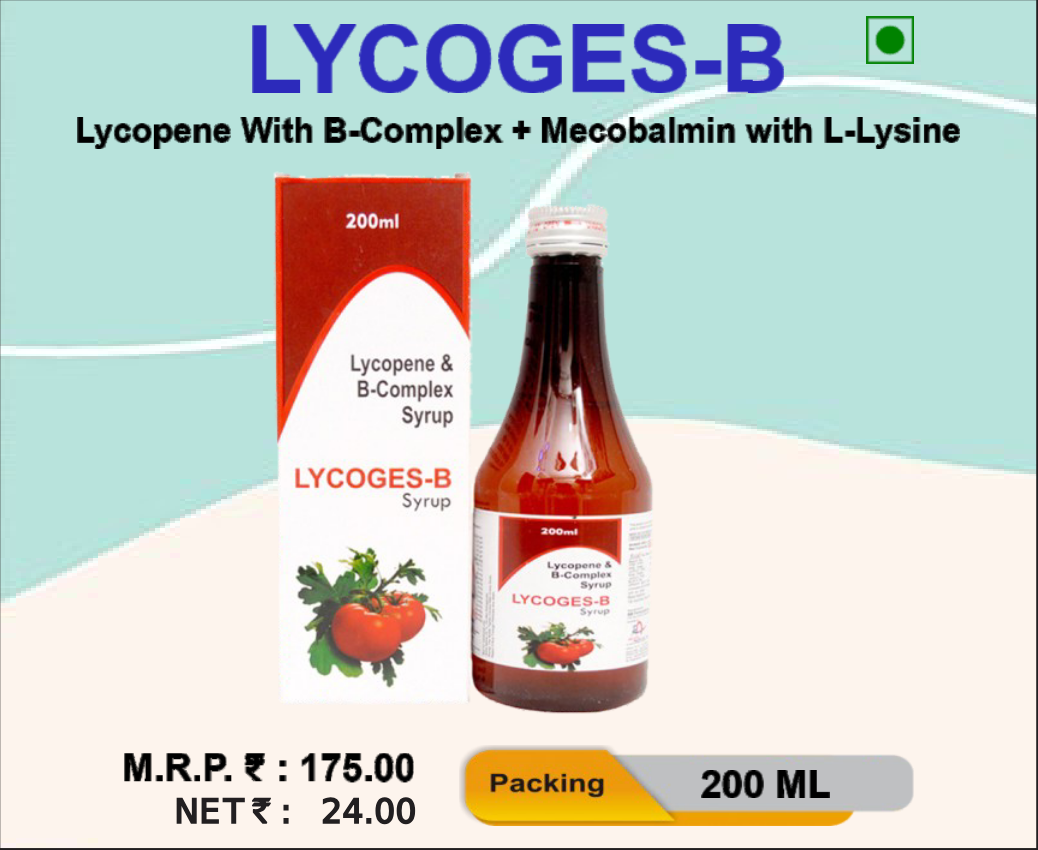 LYCOGES-B
Lycopene With B-Complex + Mecobalmin with L-Lysine
200ml
Lycopene &
B-Complex
Syrup
LYCOGES-B
Syrup
200ml
Lycopene &
B-Complex
Syrup
LYCOGES-B
Syrup
M.R.P. ₹ : 175.00
NET ₹ : 24.00
Packing
200 ML